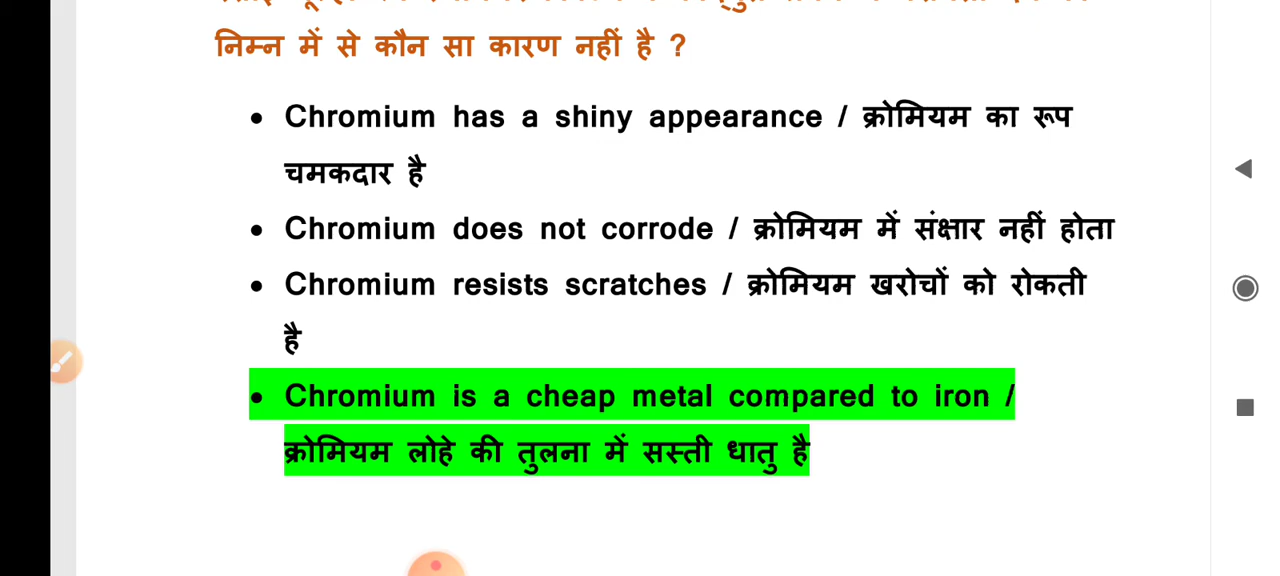 निम्न में से कौन सा कारण नहीं है ?
• Chromium has a shiny appearance / क्रोमियम का रूप
चमकदार है
• Chromium does not corrode / क्रोमियम में संक्षार नहीं होता
• Chromium resists scratches / क्रोमियम खरोचों को रोकती
है
• Chromium is a cheap metal compared to iron /
क्रोमियम लोहे की तुलना में सस्ती धातु है